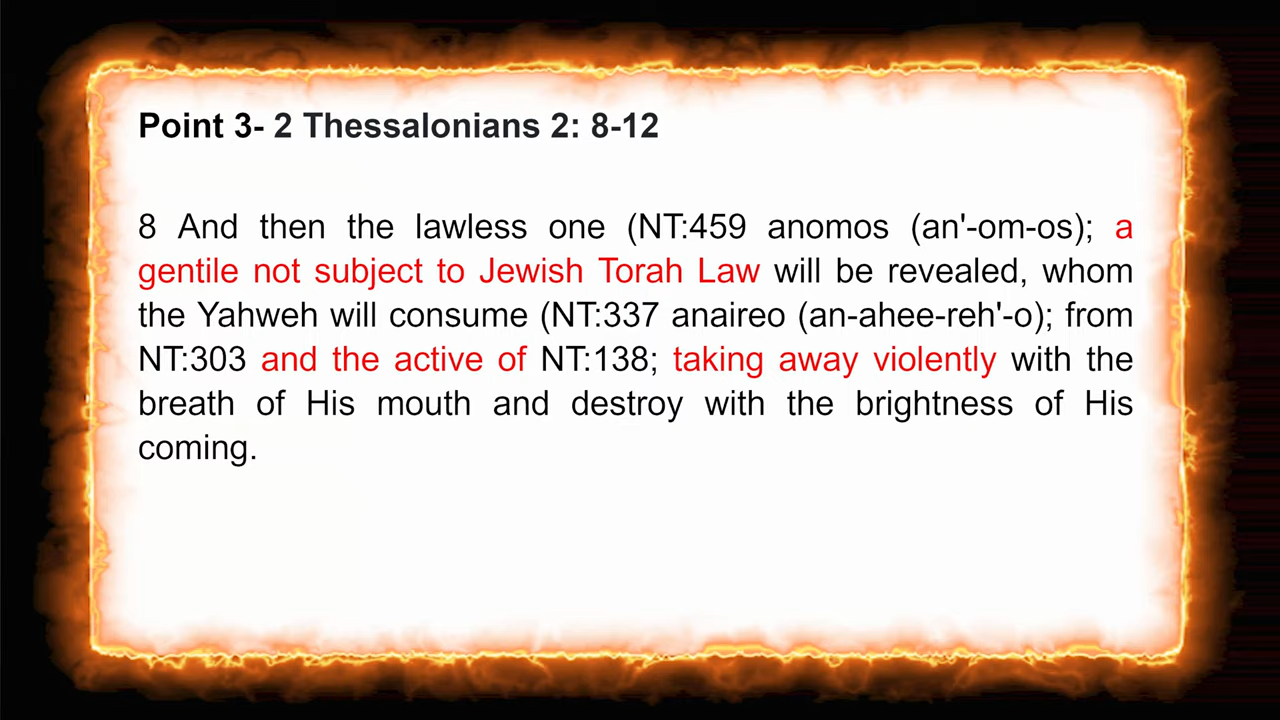 Point 3- 2 Thessalonians 2: 8-12
8 And then the lawless one (NT:459 anomos (an'-om-os); a
gentile not subject to Jewish Torah Law will be revealed, whom
the Yahweh will consume (NT:337 anaireo (an-ahee-reh'-o); from
NT:303 and the active of NT:138; taking away violently with the
breath of His mouth and destroy with the brightness of His
coming.